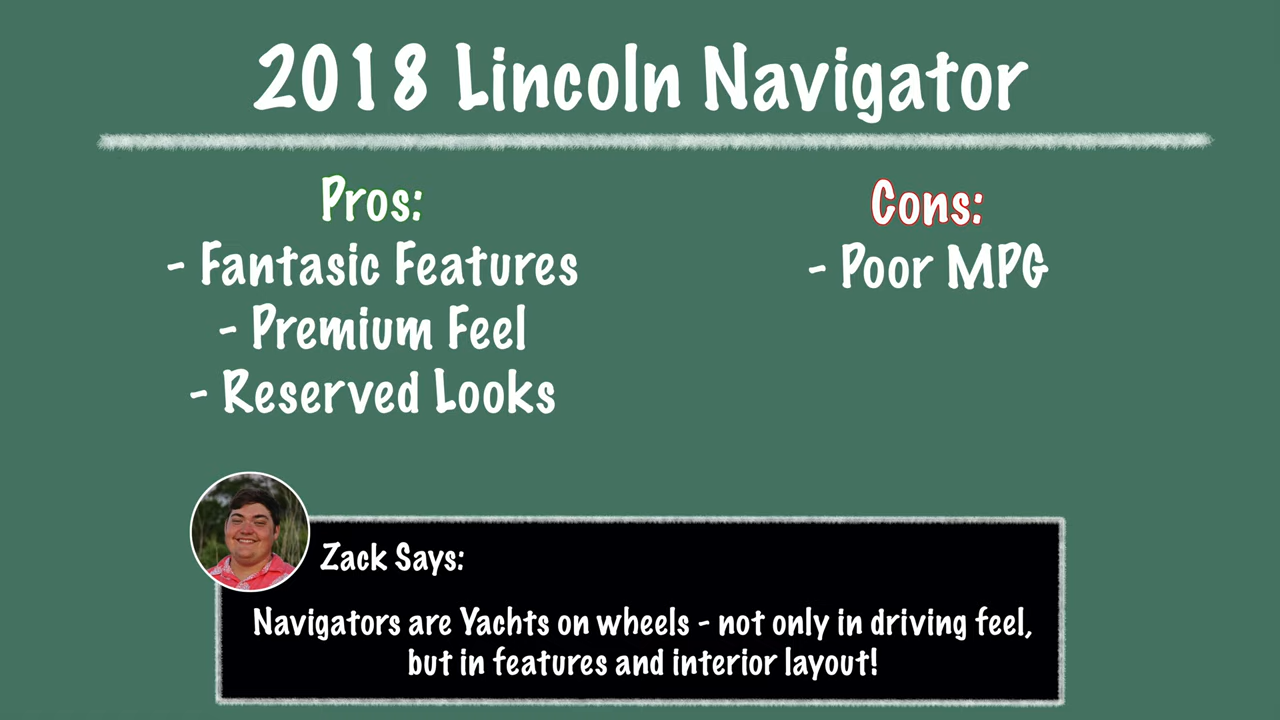 2018 Lincoln Navigator
Pros:
- Fantasic Features
- Premium Feel
- Reserved Looks
Cons:
- Poor MPG
Zack Says:
Navigators are Yachts on wheels - not only in driving feel,
but in features and interior layout!